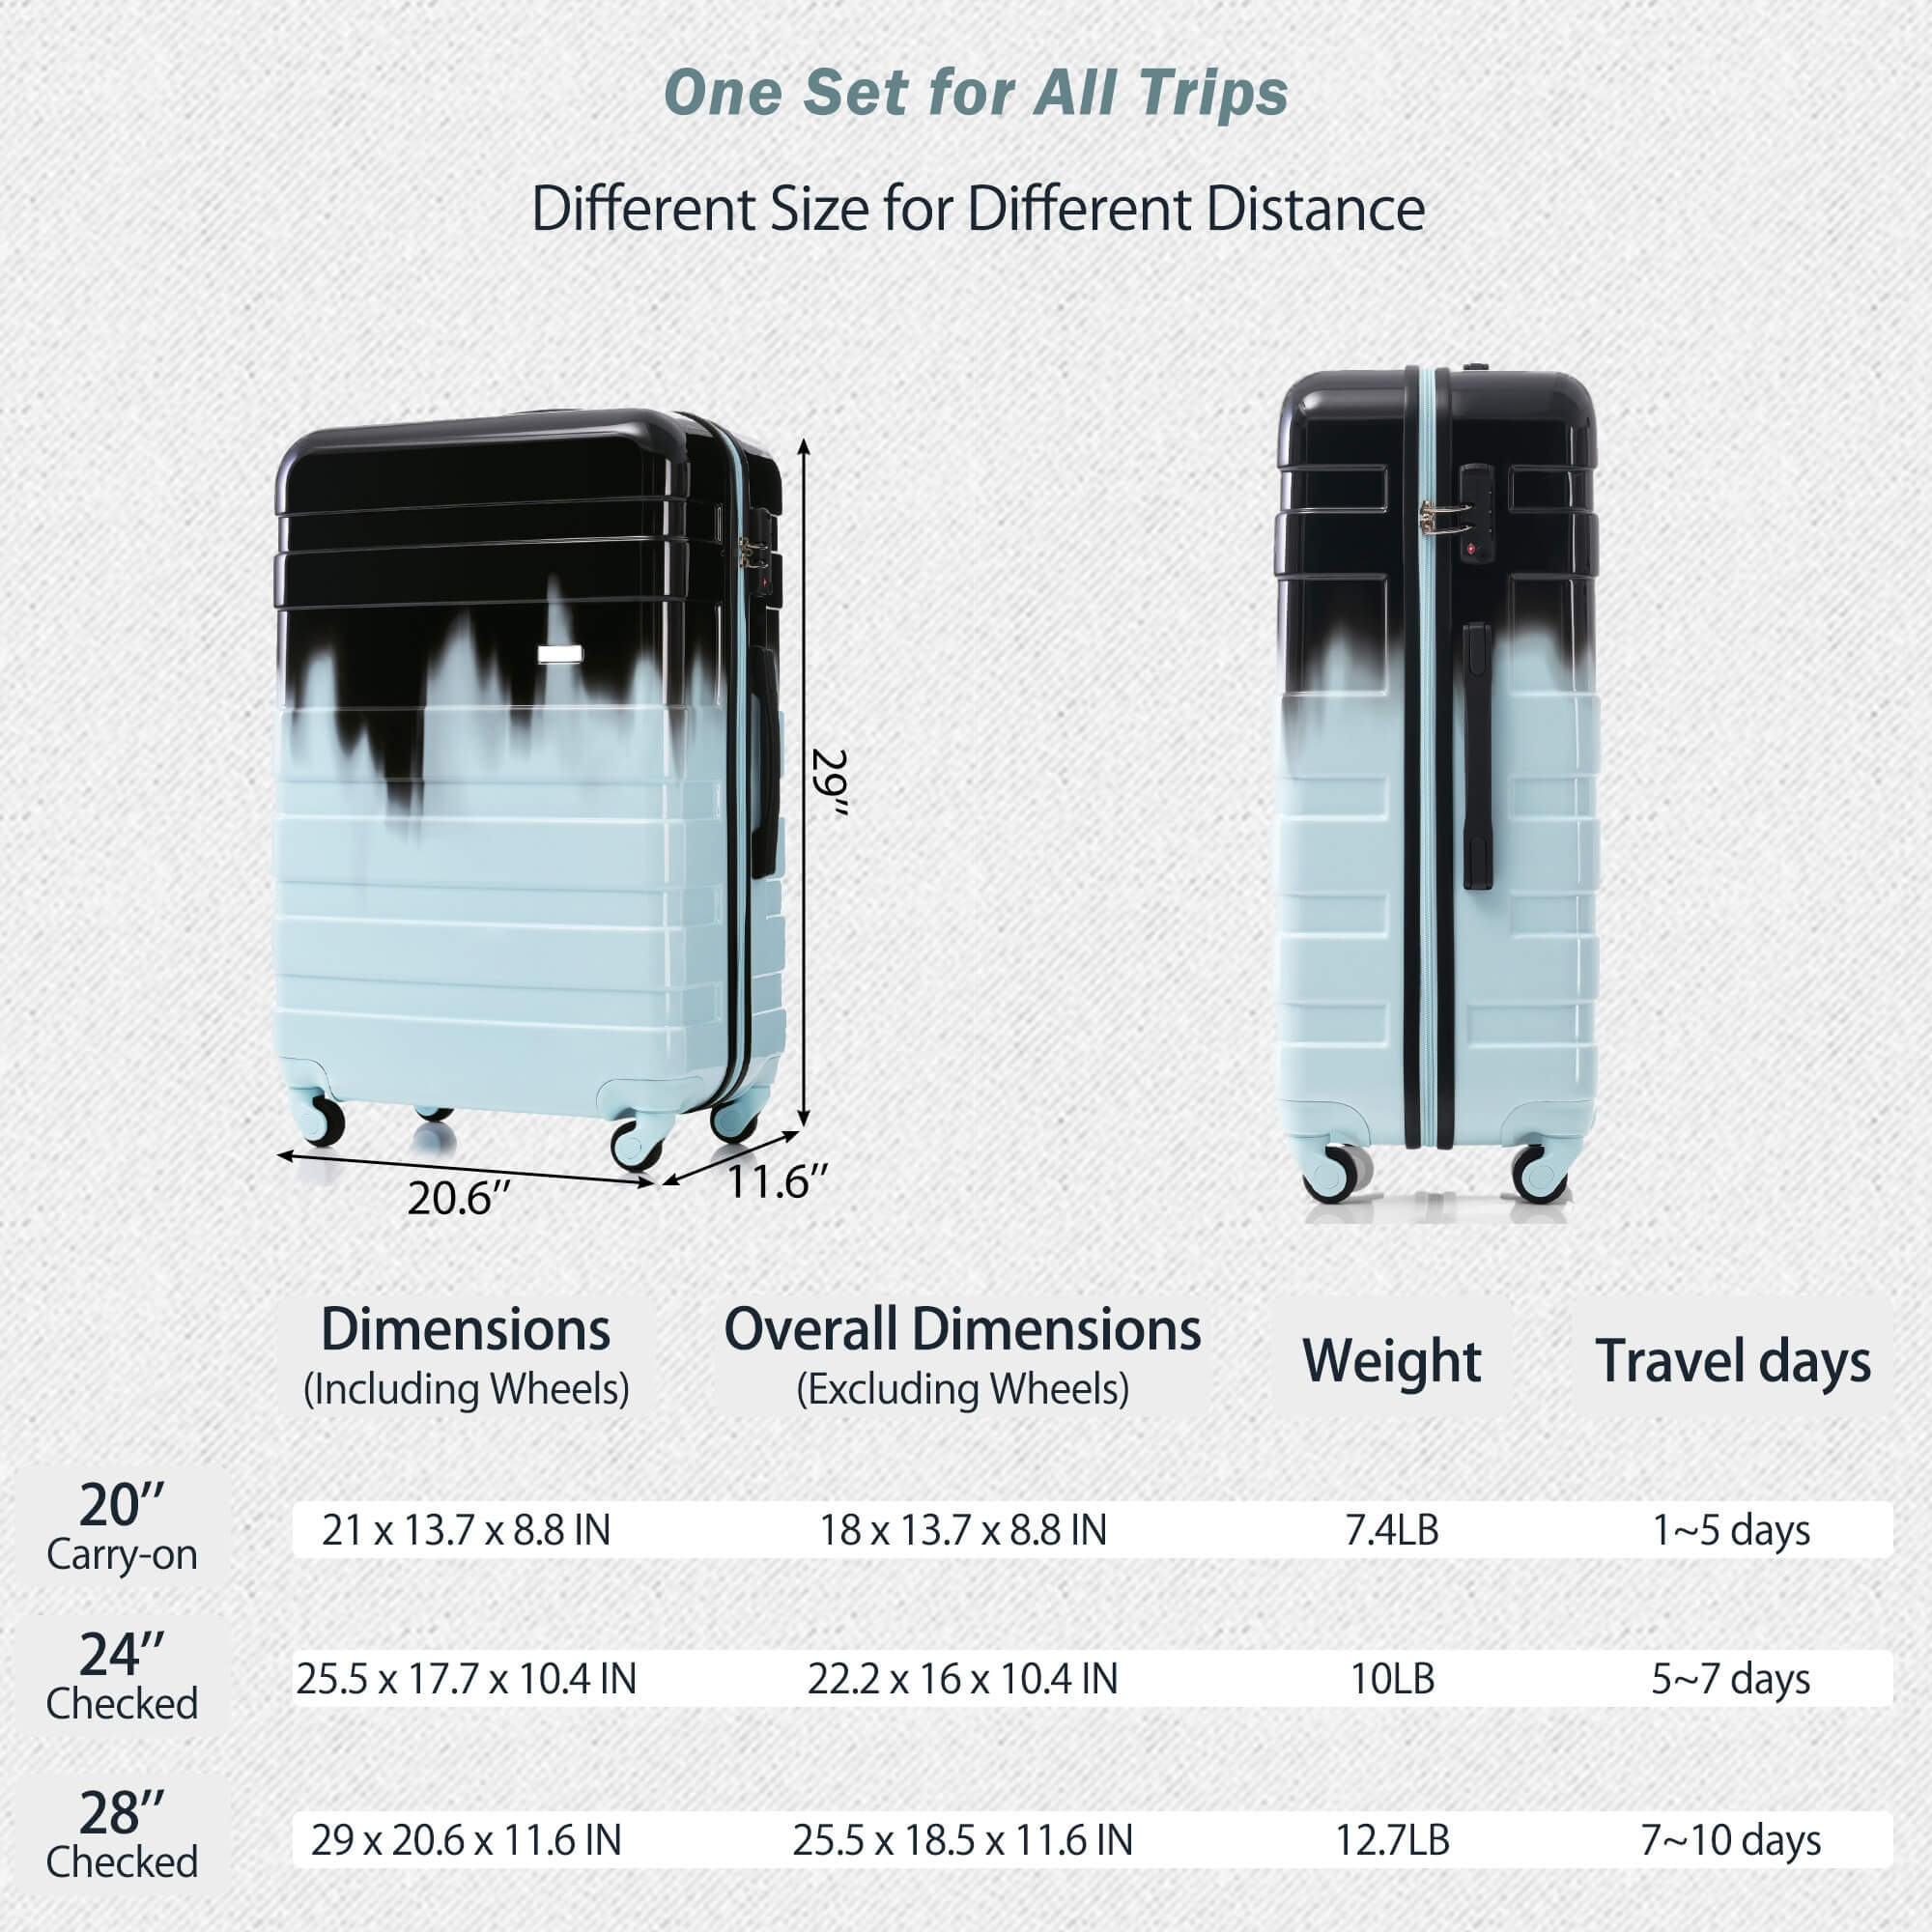 One Set for All Trips
Different Size for Different Distance
29’’
20.6’’
11.6’’
Dimensions
(Including Wheels)
Overall Dimensions
(Excluding Wheels)
Weight
Travel days
20’’
Carry-on
21 x 13.7 x 8.8 IN
18 x 13.7 x 8.8 IN
7.4LB
1~5 days
24’’
Checked
25.5 x 17.7 x 10.4 IN
22.2 x 16 x 10.4 IN
10LB
5~7 days
28’’
Checked
29 x 20.6 x 11.6 IN
25.5 x 18.5 x 11.6 IN
12.7LB
7~10 days